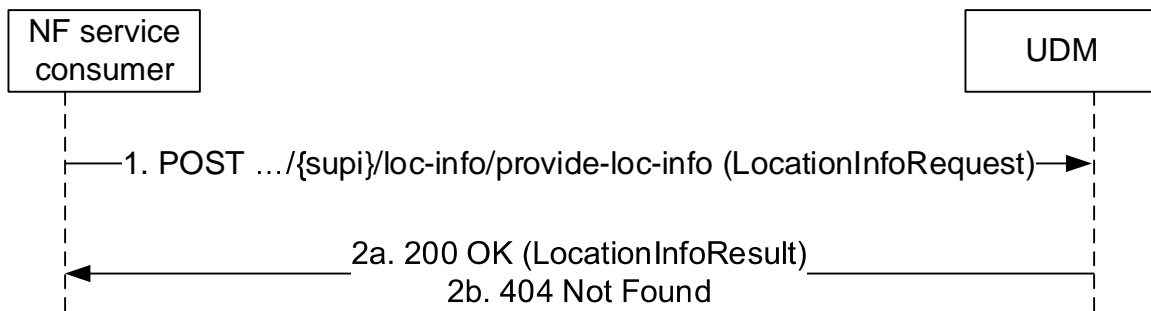 NF service
consumer
UDM
1. POST …/{supi}/loc-info/provide-loc-info (LocationInfoRequest)
2a. 200 OK (LocationInfoResult)
2b. 404 Not Found